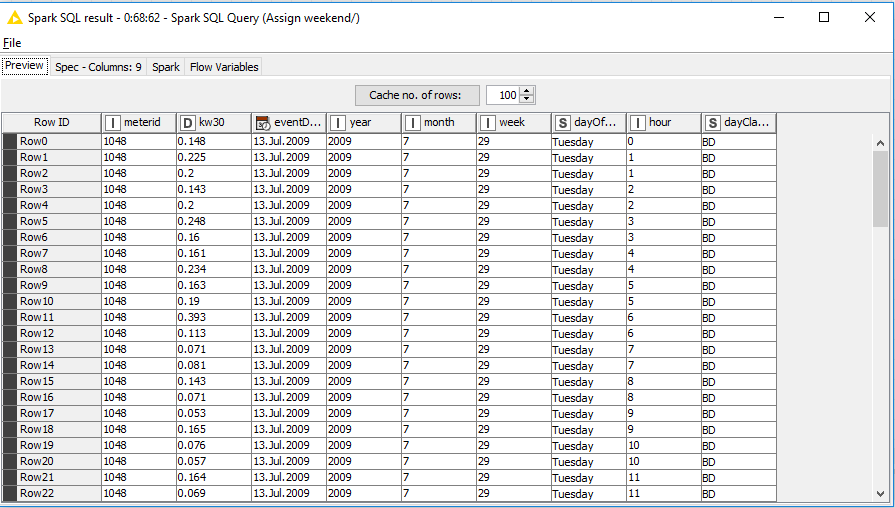 Spark SQL result - 0:68:62 - Spark SQL Query (Assign weekend/)
File
Preview Spec - Columns: 9 Spark Flow Variables
Cache no. of rows: 100
Row ID I meterid D kw30 eventD... I year I month I week S dayOf... I hour S dayCla...
Row0 1048 0.148 13.Jul.2009 2009 7 29 Tuesday 0 BD
Row1 1048 0.225 13.Jul.2009 2009 7 29 Tuesday 1 BD
Row2 1048 0.2 13.Jul.2009 2009 7 29 Tuesday 1 BD
Row3 1048 0.143 13.Jul.2009 2009 7 29 Tuesday 2 BD
Row4 1048 0.2 13.Jul.2009 2009 7 29 Tuesday 2 BD
Row5 1048 0.248 13.Jul.2009 2009 7 29 Tuesday 3 BD
Row6 1048 0.16 13.Jul.2009 2009 7 29 Tuesday 3 BD
Row7 1048 0.161 13.Jul.2009 2009 7 29 Tuesday 4 BD
Row8 1048 0.234 13.Jul.2009 2009 7 29 Tuesday 4 BD
Row9 1048 0.163 13.Jul.2009 2009 7 29 Tuesday 5 BD
Row10 1048 0.19 13.Jul.2009 2009 7 29 Tuesday 5 BD
Row11 1048 0.393 13.Jul.2009 2009 7 29 Tuesday 6 BD
Row12 1048 0.113 13.Jul.2009 2009 7 29 Tuesday 6 BD
Row13 1048 0.071 13.Jul.2009 2009 7 29 Tuesday 7 BD
Row14 1048 0.081 13.Jul.2009 2009 7 29 Tuesday 7 BD
Row15 1048 0.143 13.Jul.2009 2009 7 29 Tuesday 8 BD
Row16 1048 0.071 13.Jul.2009 2009 7 29 Tuesday 8 BD
Row17 1048 0.053 13.Jul.2009 2009 7 29 Tuesday 9 BD
Row18 1048 0.165 13.Jul.2009 2009 7 29 Tuesday 9 BD
Row19 1048 0.076 13.Jul.2009 2009 7 29 Tuesday 10 BD
Row20 1048 0.057 13.Jul.2009 2009 7 29 Tuesday 10 BD
Row21 1048 0.164 13.Jul.2009 2009 7 29 Tuesday 11 BD
Row22 1048 0.069 13.Jul.2009 2009 7 29 Tuesday 11 BD